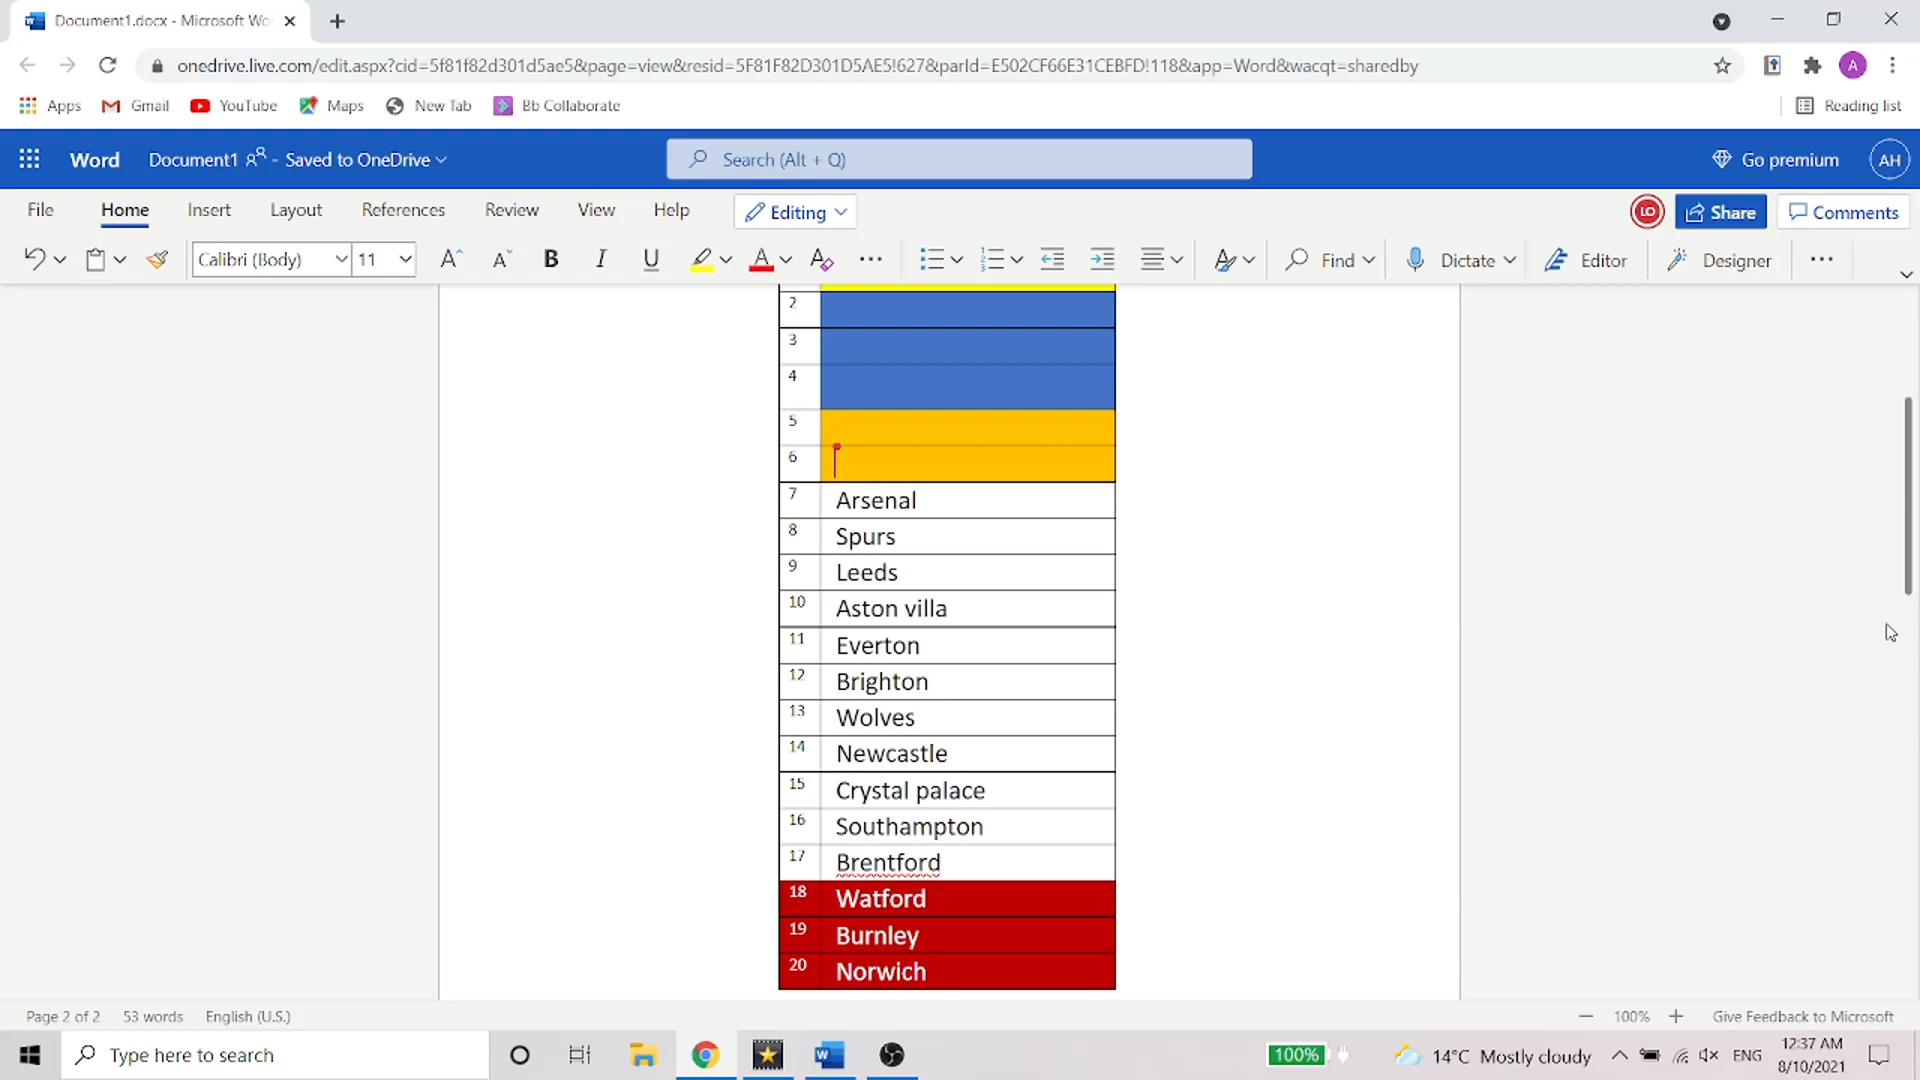 Document1.docx - Microsoft Wo
onedrive.live.com/edit.aspx?cid=5f81f82d301d5ae5&page=view&resid=5F81F82D301D5AE5!627&parId=E502CF66E31CEBFD!118&app=Word&wacqt=sharedby
A
Apps Gmail YouTube Maps New Tab Bb Collaborate Reading list
Word Document1 - Saved to OneDrive Search (Alt + Q) Go premium AH
File Home Insert Layout References Review View Help Editing LO Share Comments
Calibri (Body) 11 A A B I U A A Find Dictate Editor Designer
2
3
4
5
6
7 Arsenal
8 Spurs
9 Leeds
10 Aston villa
11 Everton
12 Brighton
13 Wolves
14 Newcastle
15 Crystal palace
16 Southampton
17 Brentford
18 Watford
19 Burnley
20 Norwich
Page 2 of 2 53 words English (U.S.) 100% Give Feedback to Microsoft
Type here to search 100% 14°C Mostly cloudy ENG 12:37 AM
8/10/2021